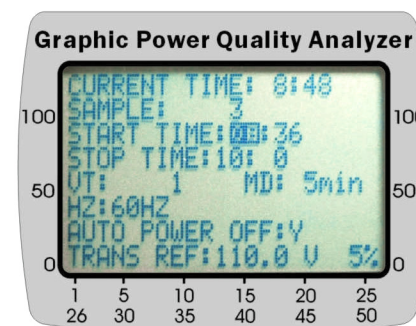 Graphic Power Quality Analyzer
CURRENT TIME: 8:48
SAMPLE: 3
START TIME: :36
STOP TIME:10: 0
VT: 1 MD: 5min
HZ:60HZ
AUTO POWER OFF:Y
TRANS REF:110.0 V 5%
100 100
50 50
0 0
1 5 10 15 20 25
26 30 35 40 45 50